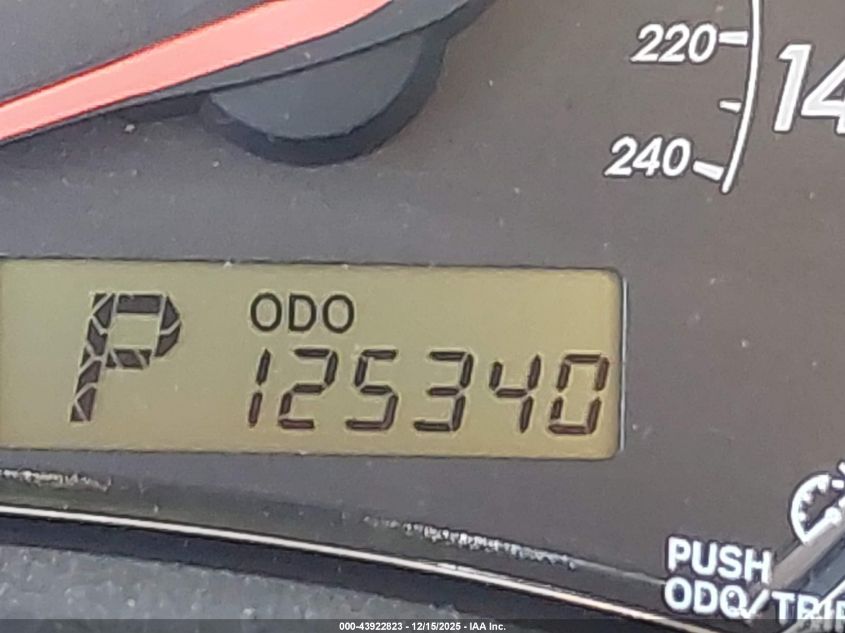 220
14
240
P
ODO
125340
PUSH
ODO/TRIP
000-43922823 - 12/15/2025 - IAA Inc.